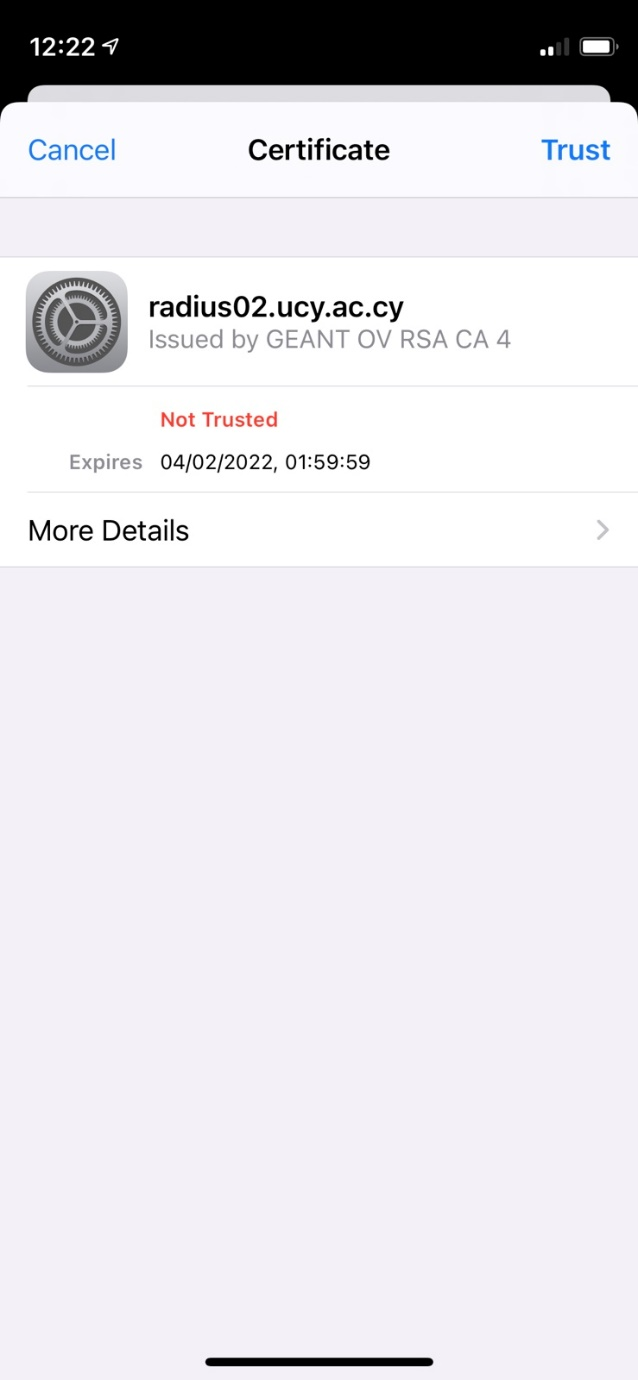 12:22
Cancel
Certificate
Trust
radius02.ucy.ac.cy
Issued by GEANT OV RSA CA 4
Not Trusted
Expires 04/02/2022, 01:59:59
More Details